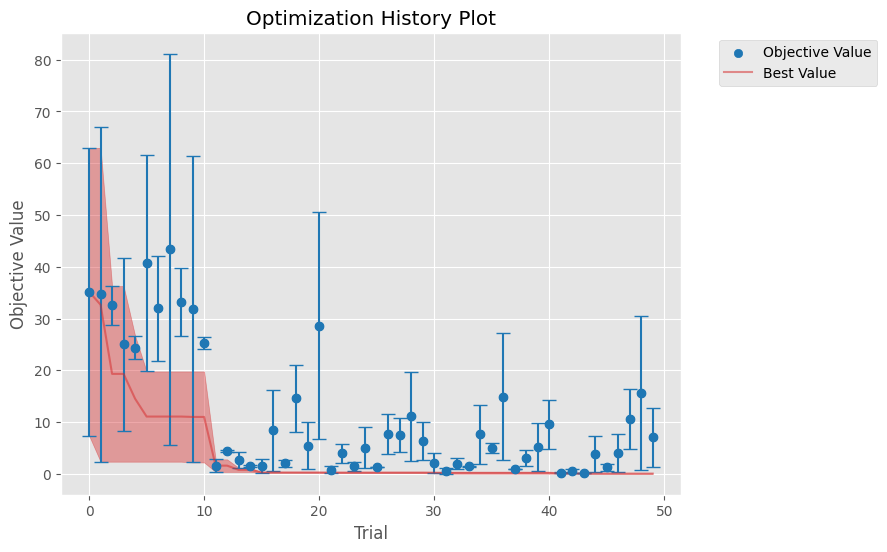 Optimization History Plot
Objective Value
Best Value
Objective Value
80
70
60
50
40
30
20
10
0
0 10 20 30 40 50
Trial